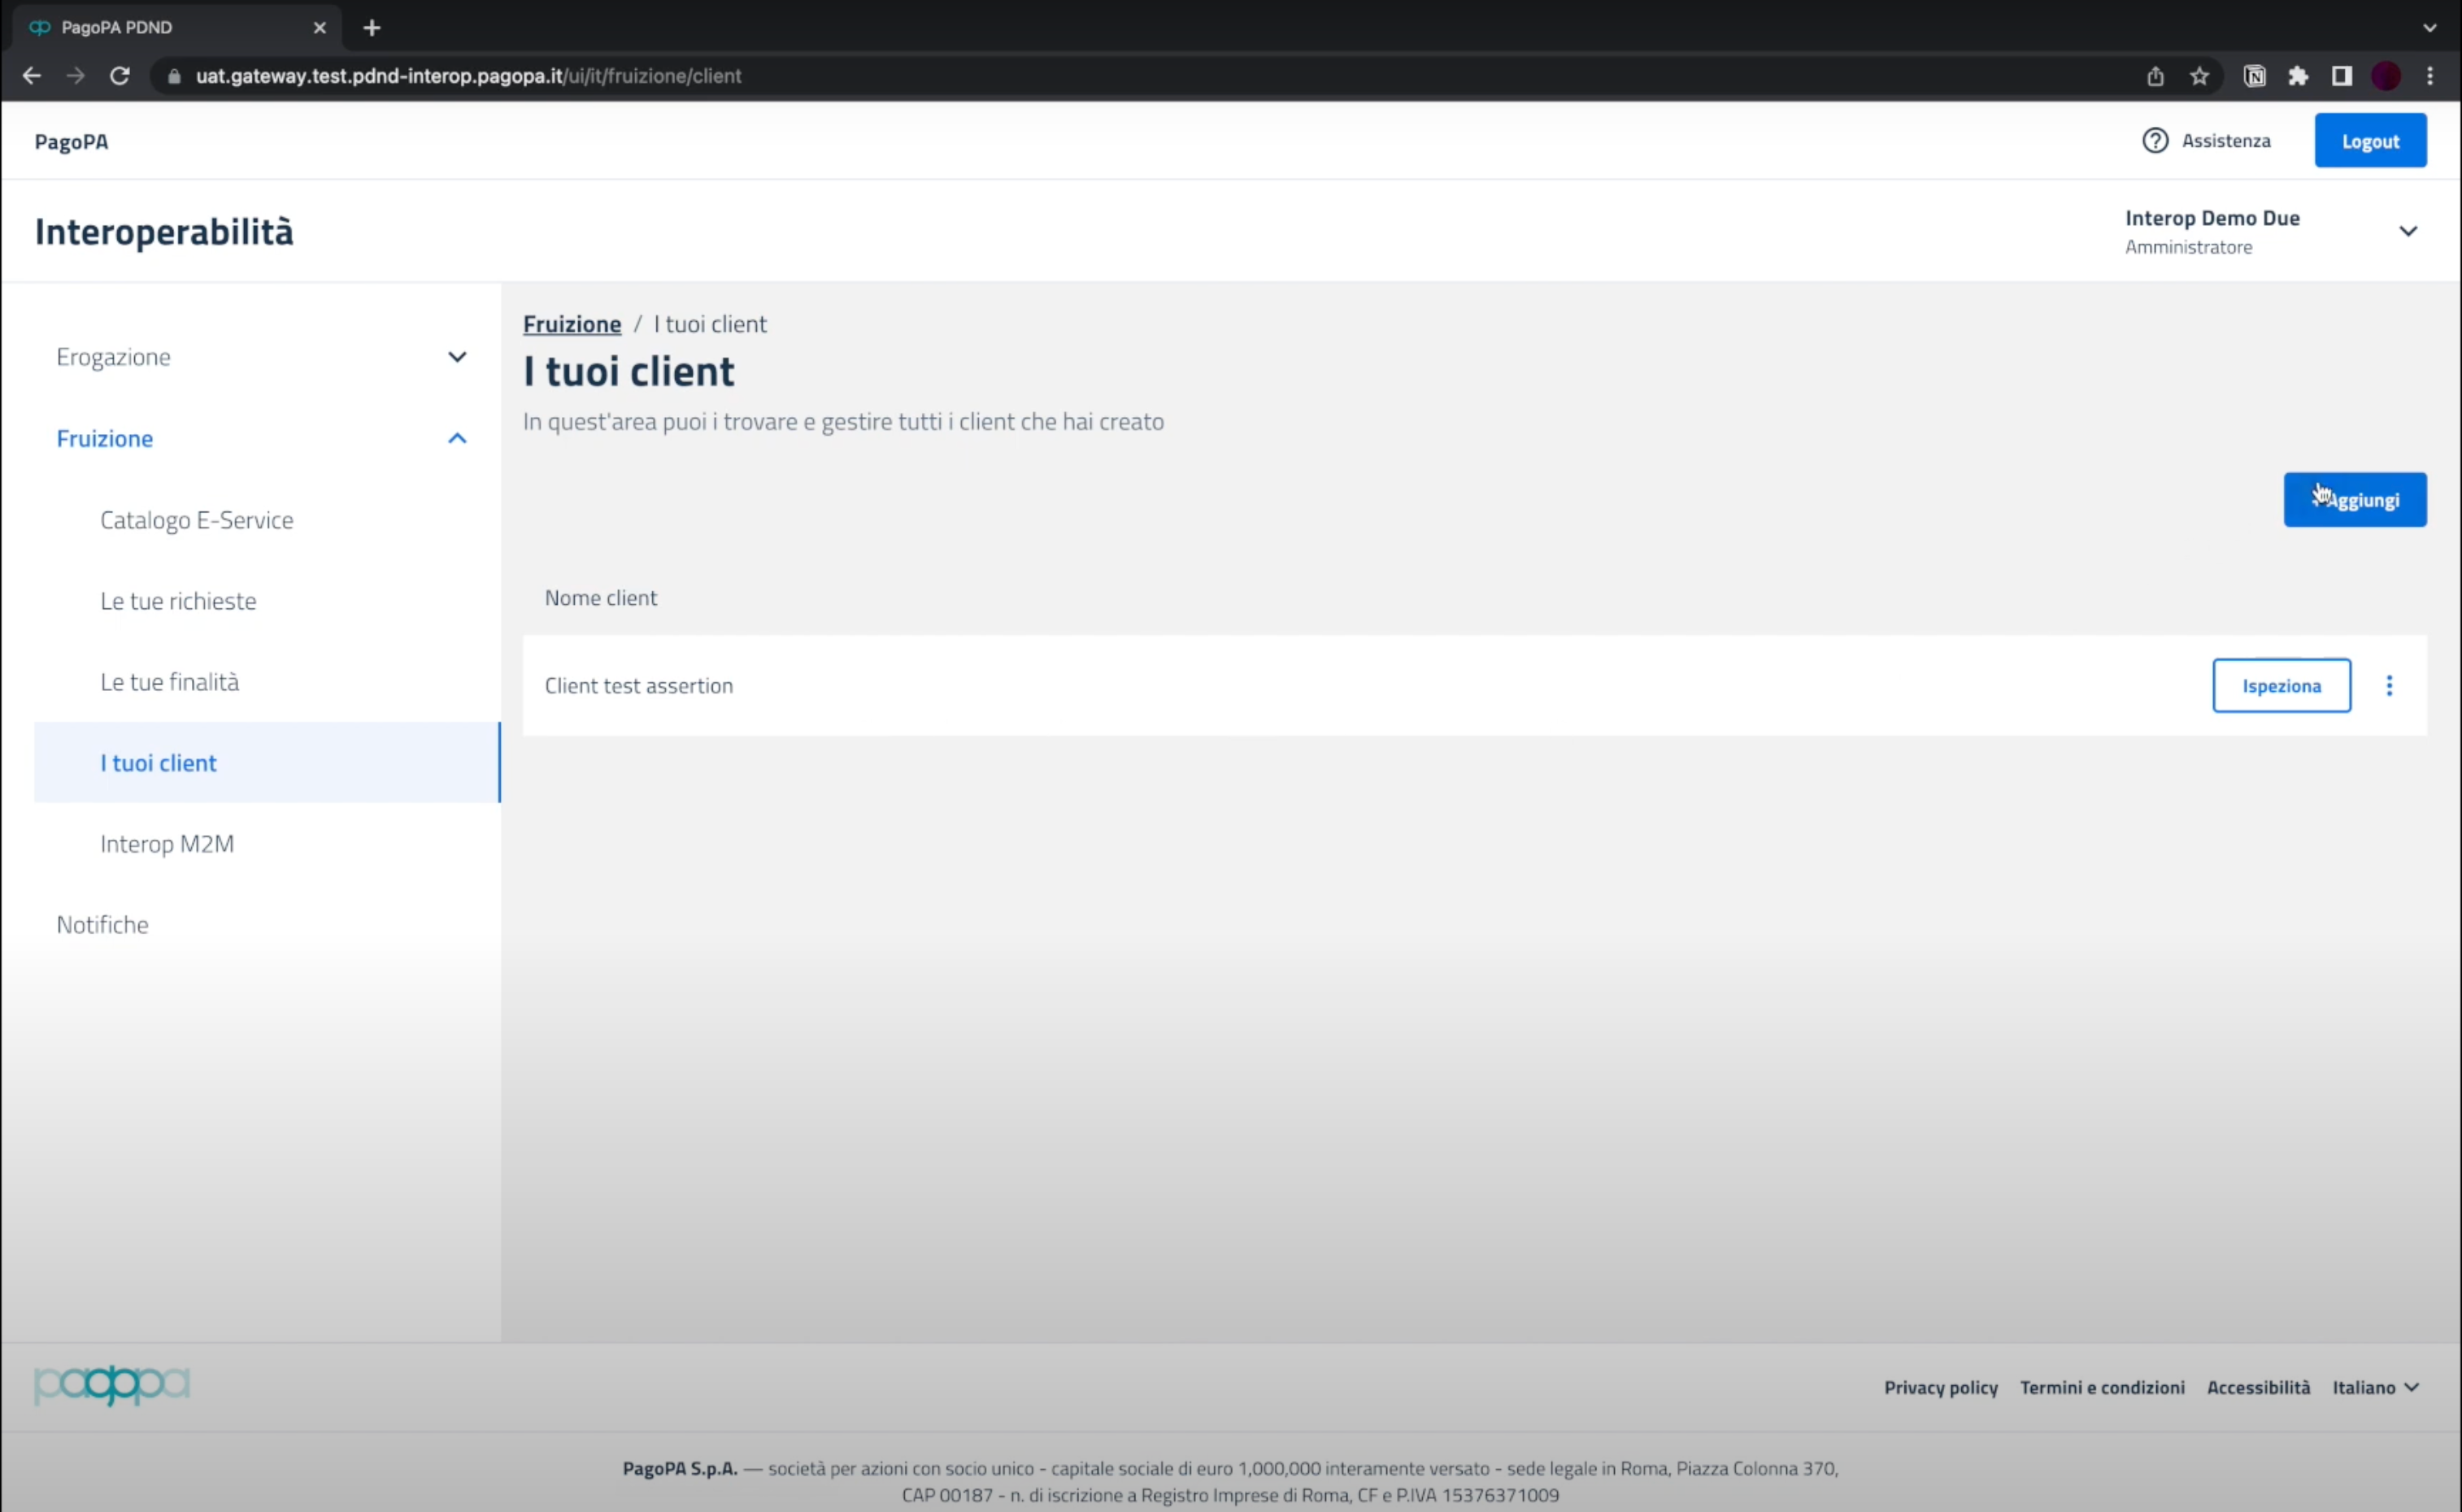 PagoPA PDND
uat.gateway.test.pdnd-interop.pagopa.it/ui/it/fruizione/client
PagoPA
Assistenza
Logout
Interoperabilità
Interop Demo Due
Amministratore
Erogazione
Fruizione
Catalogo E-Service
Le tue richieste
Le tue finalità
I tuoi client
Interop M2M
Notifiche
Fruizione / I tuoi client
I tuoi client
In quest'area puoi i trovare e gestire tutti i client che hai creato
Aggiungi
Nome client
Client test assertion
Ispeziona
pagopa
Privacy policy Termini e condizioni Accessibilità Italiano
PagoPA S.p.A. — società per azioni con socio unico - capitale sociale di euro 1,000,000 interamente versato - sede legale in Roma, Piazza Colonna 370,
CAP 00187 - n. di iscrizione a Registro Imprese di Roma, CF e P.IVA 15376371009